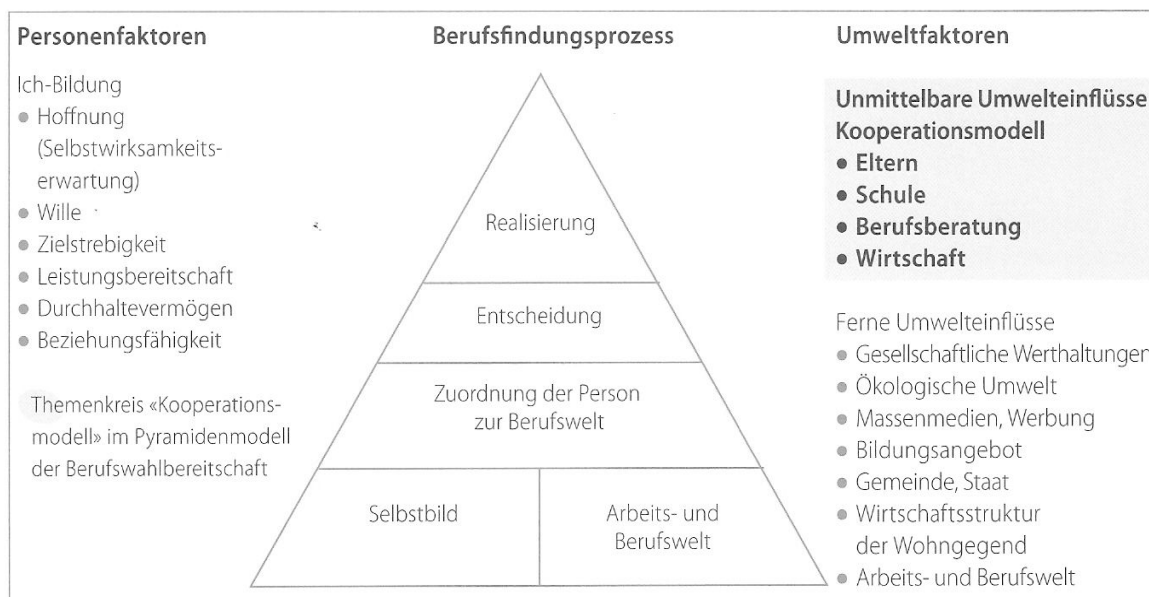 Personenfaktoren
Ich-Bildung
● Hoffnung
(Selbstwirksamkeits-
erwartung)
● Wille
● Zielstrebigkeit
● Leistungsbereitschaft
● Durchhaltevermögen
● Beziehungsfähigkeit
Themenkreis «Kooperations-
modell» im Pyramidenmodell
der Berufswahlbereitschaft
Berufsfindungsprozess
Realisierung
Entscheidung
Zuordnung der Person
zur Berufswelt
Selbstbild
Arbeits- und
Berufswelt
Umweltfaktoren
Unmittelbare Umwelteinflüsse
Kooperationsmodell
● Eltern
● Schule
● Berufsberatung
● Wirtschaft
Ferne Umwelteinflüsse
● Gesellschaftliche Werthaltungen
● Ökologische Umwelt
● Massenmedien, Werbung
● Bildungsangebot
● Gemeinde, Staat
● Wirtschaftsstruktur
der Wohngegend
● Arbeits- und Berufswelt